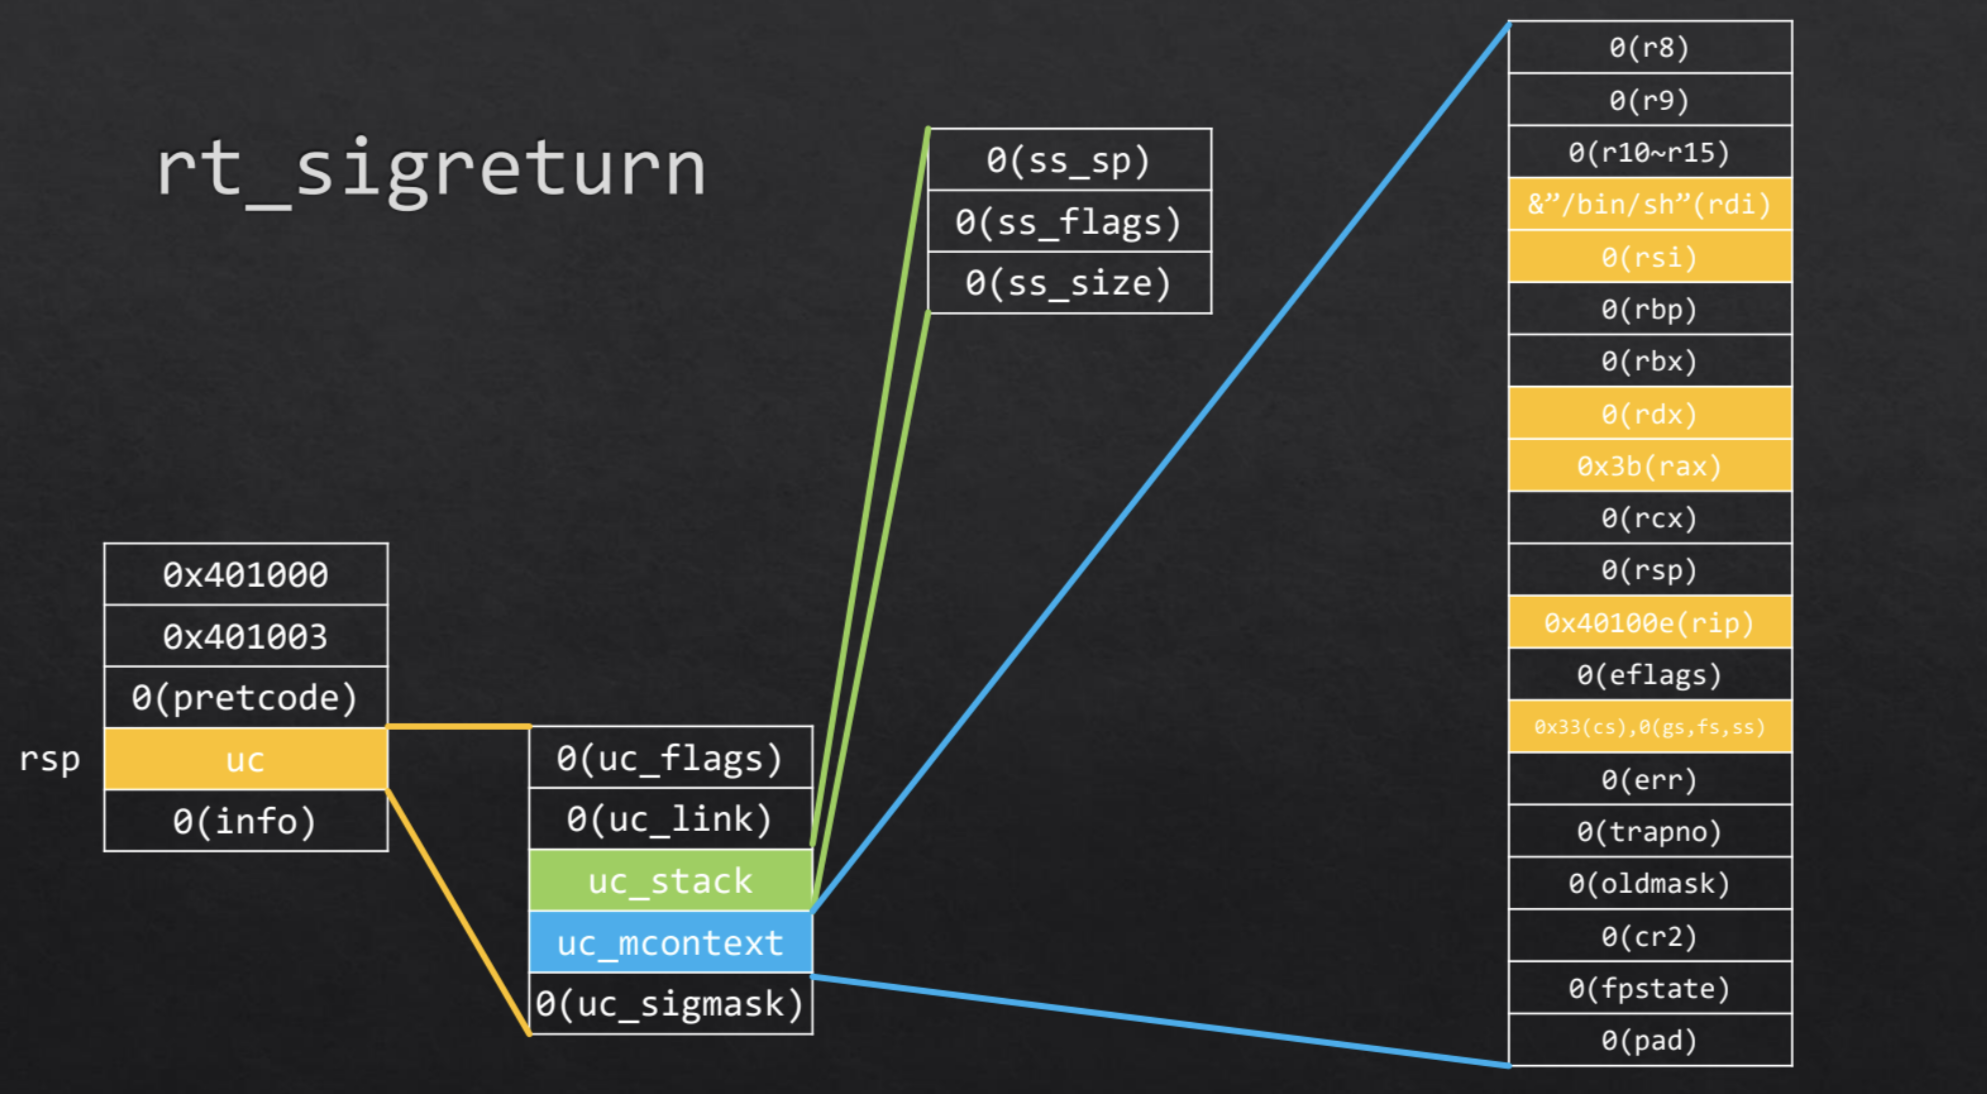 rt_sigreturn
0x401000
0x401003
0(pretcode)
rsp
uc
0(info)
0(uc_flags)
0(uc_link)
uc_stack
uc_mcontext
0(uc_sigmask)
0(ss_sp)
0(ss_flags)
0(ss_size)
0(r8)
0(r9)
0(r10~r15)
&”/bin/sh”(rdi)
0(rsi)
0(rbp)
0(rbx)
0(rdx)
0x3b(rax)
0(rcx)
0(rsp)
0x40100e(rip)
0(eflags)
0x33(cs),0(gs,fs,ss)
0(err)
0(trapno)
0(oldmask)
0(cr2)
0(fpstate)
0(pad)